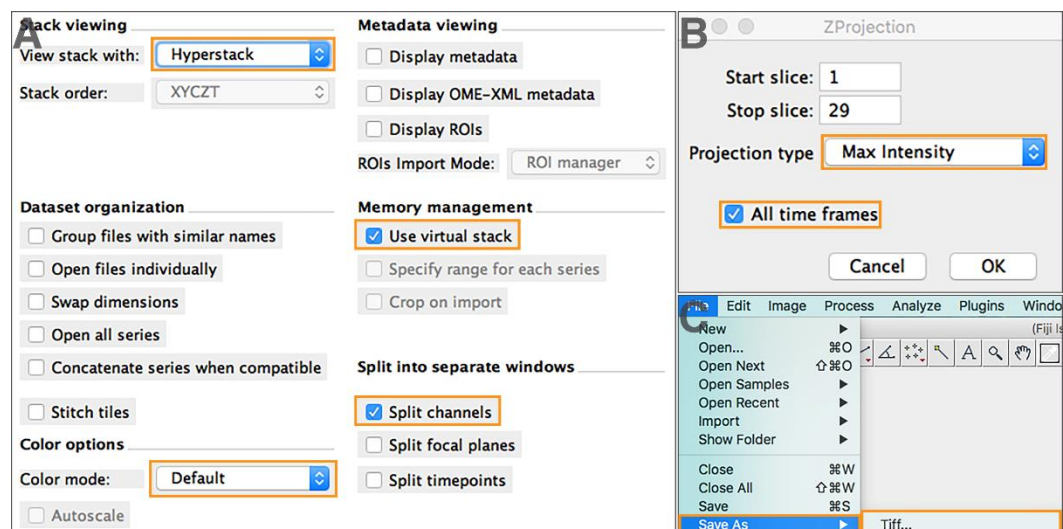 A
Stack viewing
View stack with: Hyperstack
Stack order: XYCZT
Metadata viewing
Display metadata
Display OME-XML metadata
Display ROIs
ROIs Import Mode: ROI manager
Dataset organization
Group files with similar names
Open files individually
Swap dimensions
Open all series
Concatenate series when compatible
Stitch tiles
Memory management
Use virtual stack
Specify range for each series
Crop on import
Split into separate windows
Split channels
Split focal planes
Split timepoints
Color options
Color mode: Default
Autoscale
B
ZProjection
Start slice: 1
Stop slice: 29
Projection type Max Intensity
All time frames
Cancel OK
C
File Edit Image Process Analyze Plugins Windo
(Fiji Is
New
Open... ⌘O
Open Next ⇧⌘O
Open Samples
Open Recent
Import
Show Folder
Close ⌘W
Close All ⇧⌘W
Save ⌘S
Save As Tiff...
A